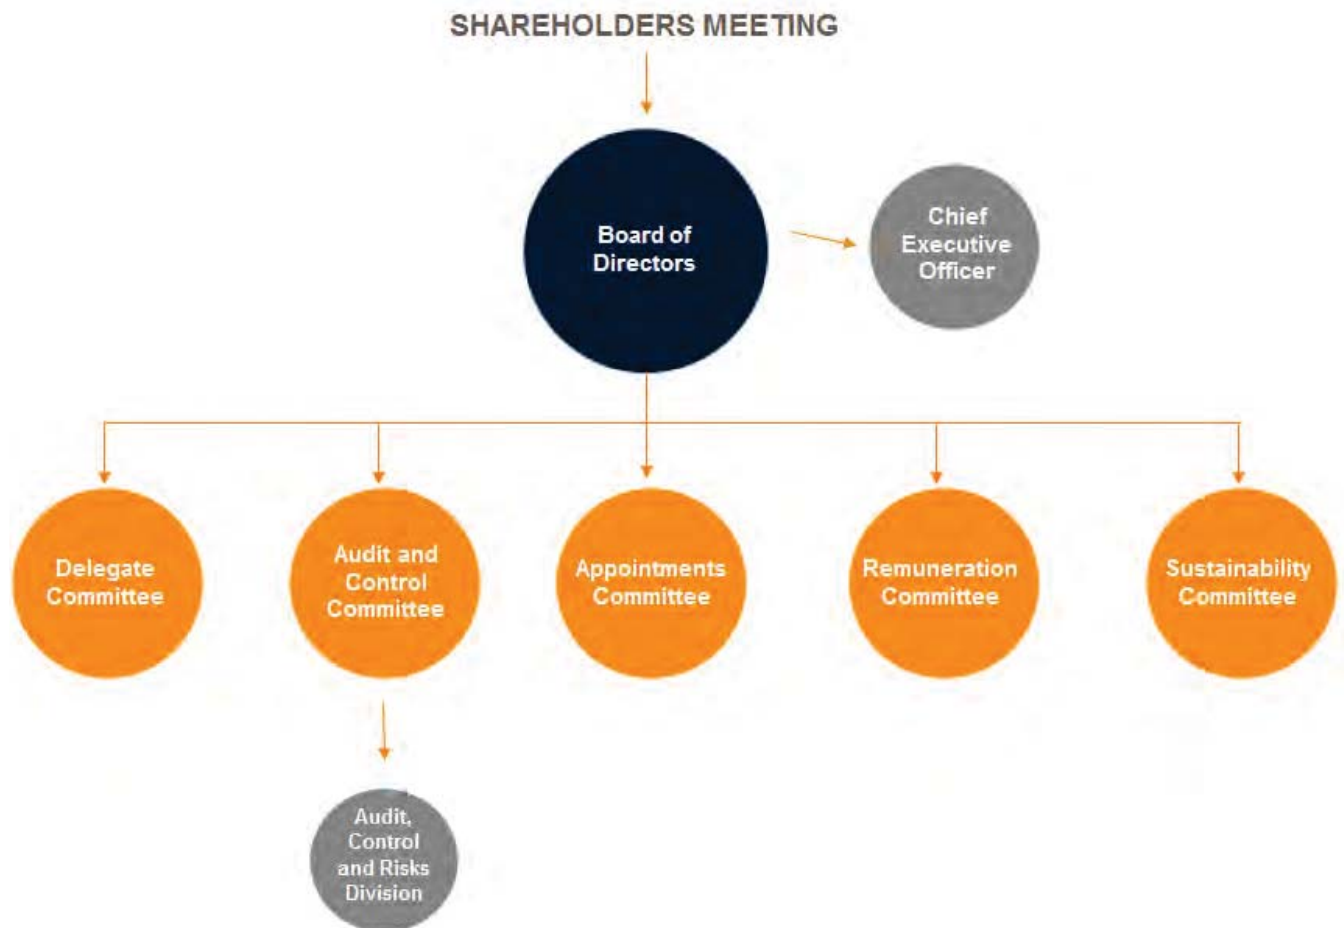 SHAREHOLDERS MEETING
Board of
Directors
Chief
Executive
Officer
Delegate
Committee
Audit and
Control
Committee
Appointments
Committee
Remuneration
Committee
Sustainability
Committee
Audit,
Control
and Risks
Division